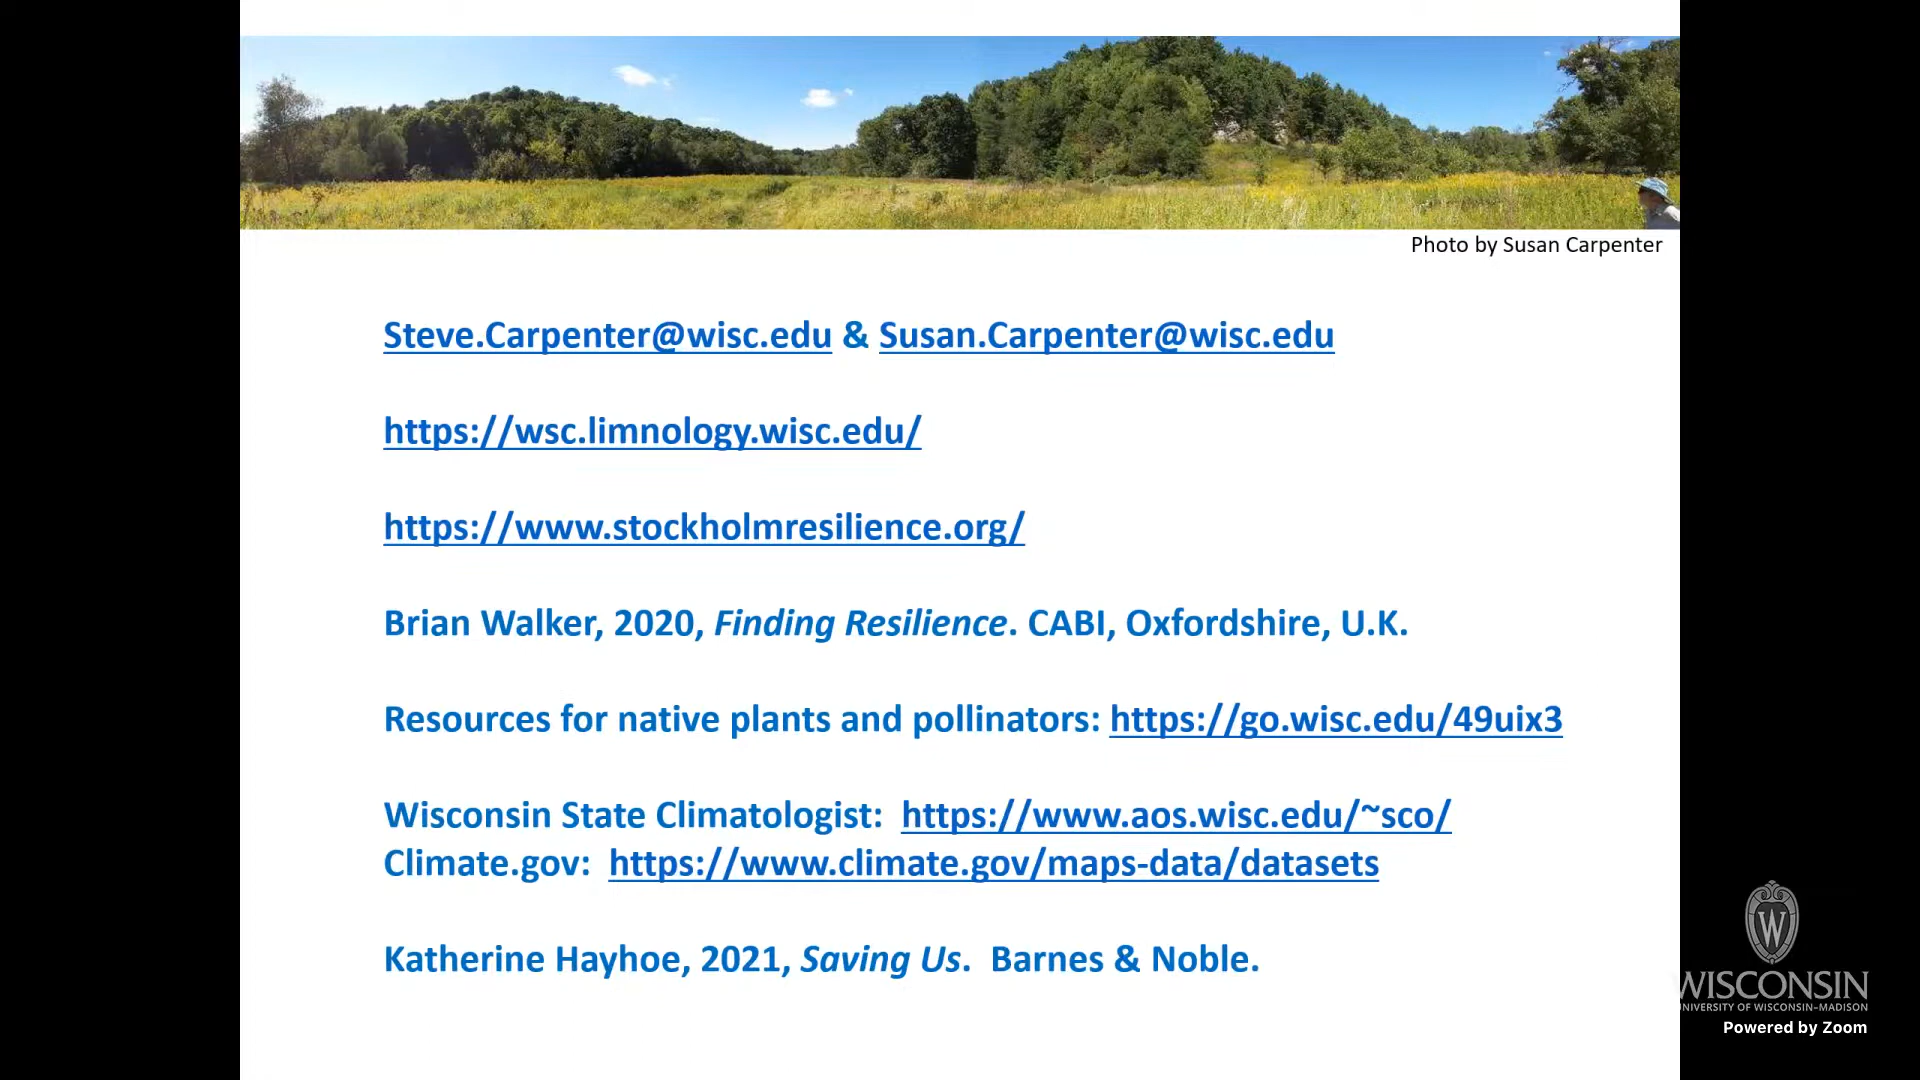 Photo by Susan Carpenter
Steve.Carpenter@wisc.edu & Susan.Carpenter@wisc.edu
https://wsc.limnology.wisc.edu/
https://www.stockholmresilience.org/
Brian Walker, 2020, Finding Resilience. CABI, Oxfordshire, U.K.
Resources for native plants and pollinators: https://go.wisc.edu/49uix3
Wisconsin State Climatologist: https://www.aos.wisc.edu/~sco/
Climate.gov: https://www.climate.gov/maps-data/datasets
Katherine Hayhoe, 2021, Saving Us. Barnes & Noble.
W
WISCONSIN
UNIVERSITY OF WISCONSIN–MADISON
Powered by Zoom